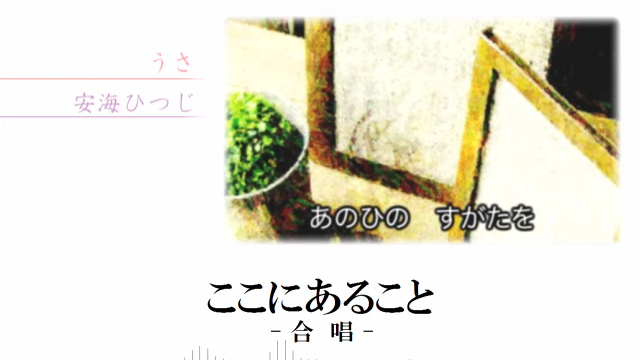 うさ
安海ひつじ
あのひの　すがたを
ここにあること
- 合 唱 -